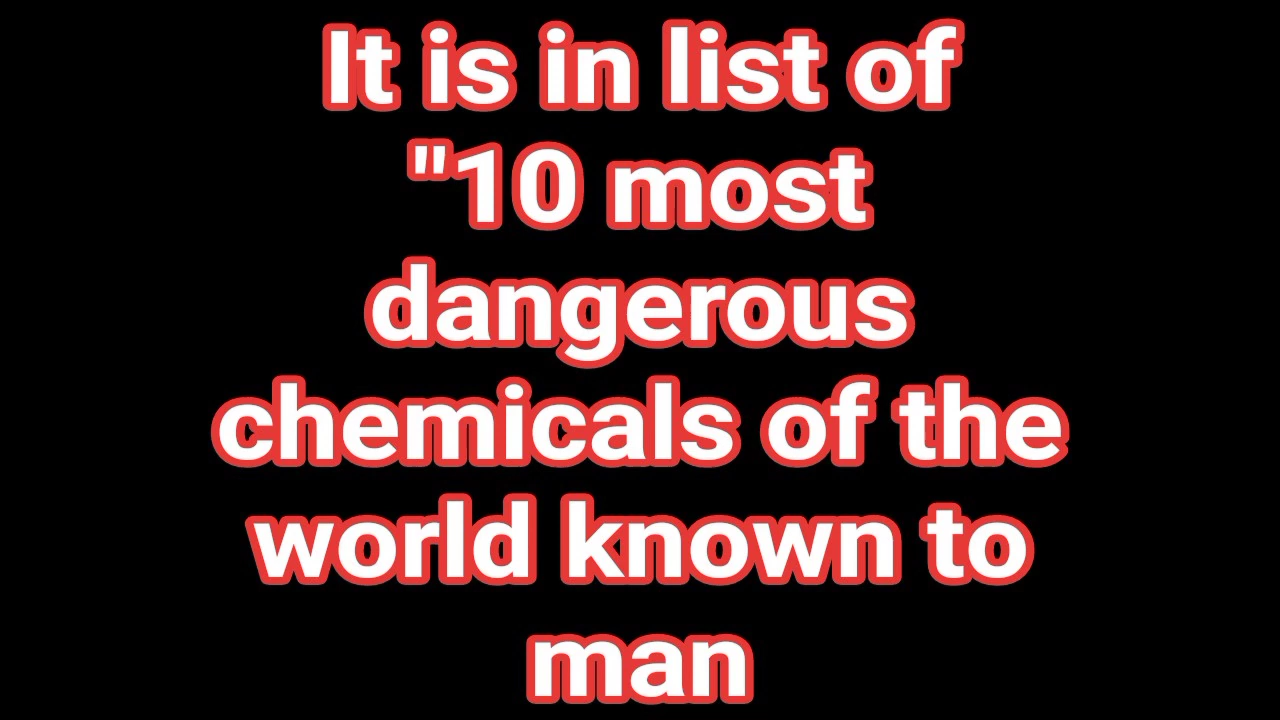 It is in list of
"10 most
dangerous
chemicals of the
world known to
man